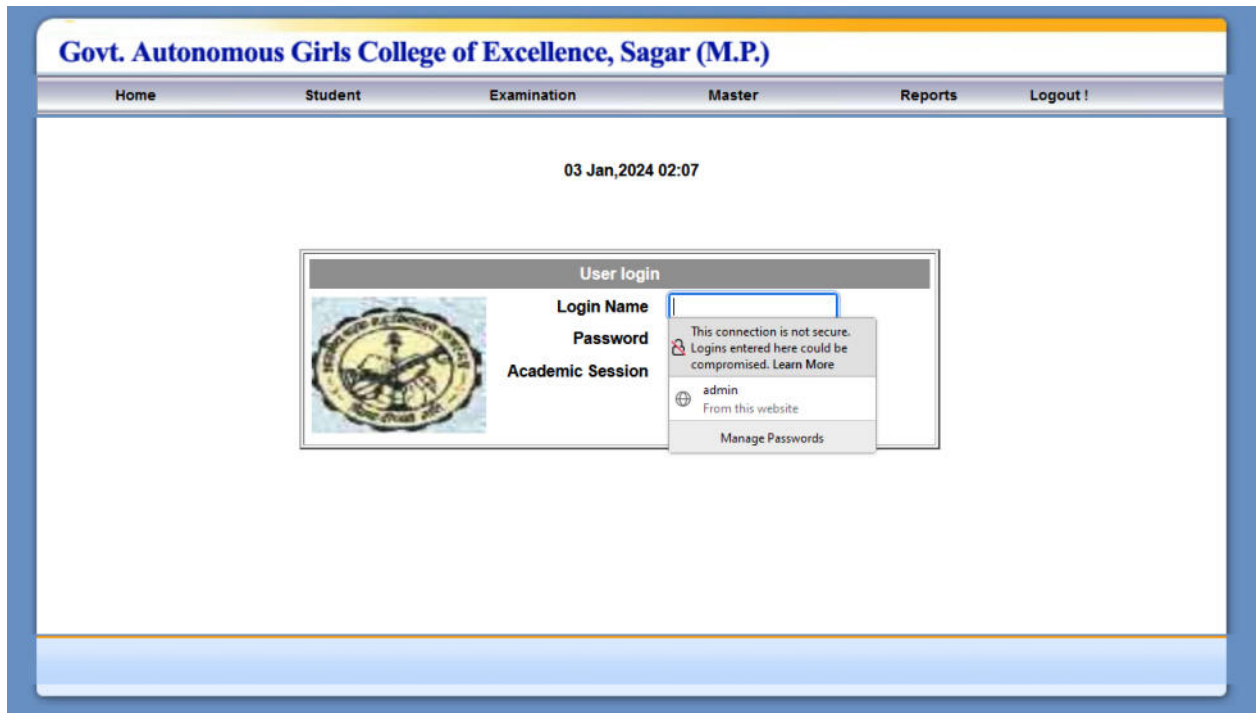 Govt. Autonomous Girls College of Excellence, Sagar (M.P.)
Home Student Examination Master Reports Logout !
03 Jan,2024 02:07
User login
Login Name
Password
Academic Session
This connection is not secure.
Logins entered here could be
compromised. Learn More
admin
From this website
Manage Passwords